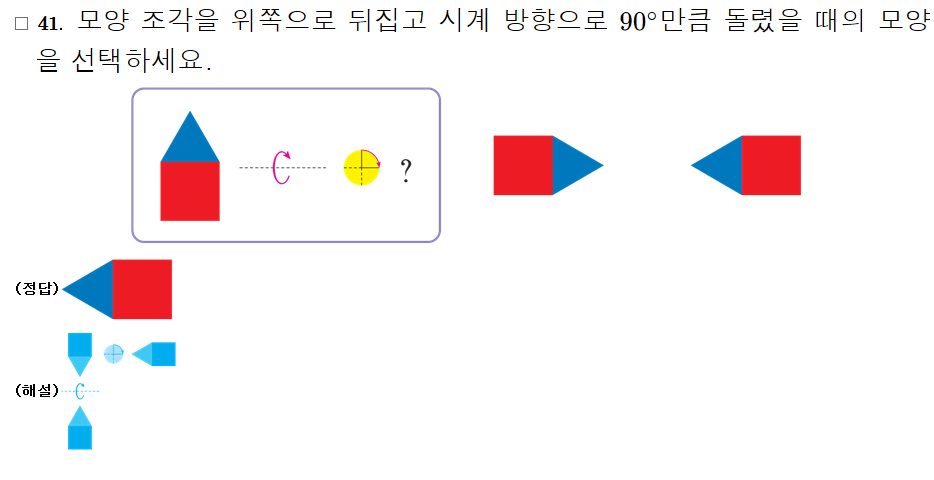 □ 41. 모양 조각을 위쪽으로 뒤집고 시계 방향으로 90°만큼 돌렸을 때의 모양
을 선택하세요.
?
(정답)
(해설)